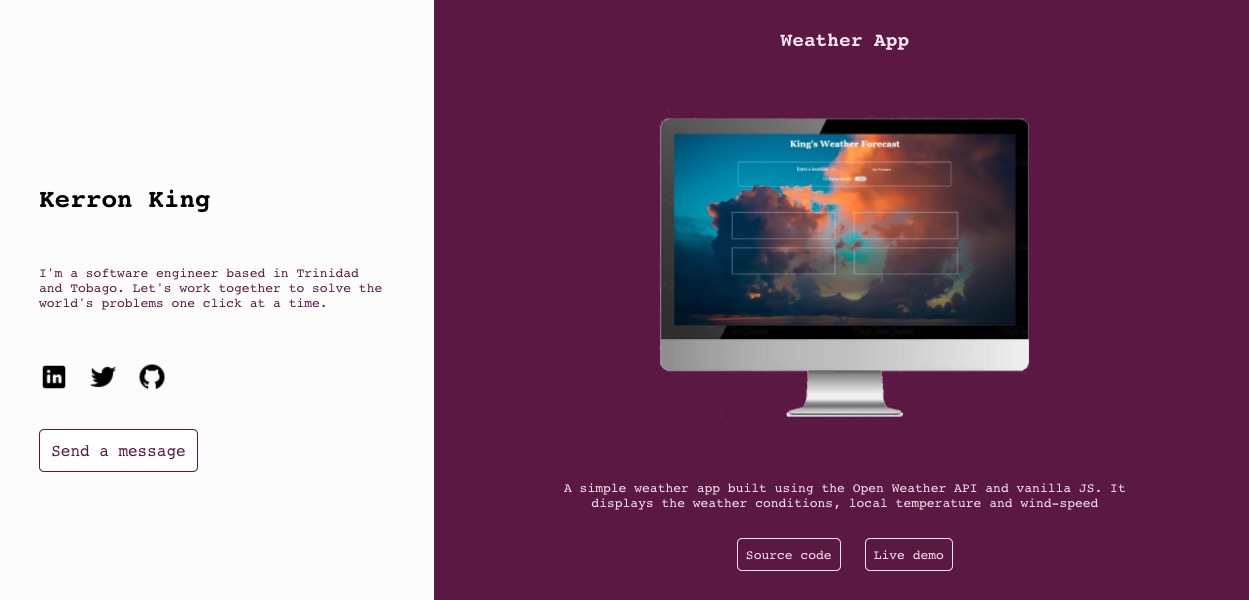 Kerron King
I'm a software engineer based in Trinidad
and Tobago. Let's work together to solve the
world's problems one click at a time.
in
Send a message
Weather App
King's Weather Forecast
Enter a location
A simple weather app built using the Open Weather API and vanilla JS. It
displays the weather conditions, local temperature and wind-speed
Source code
Live demo